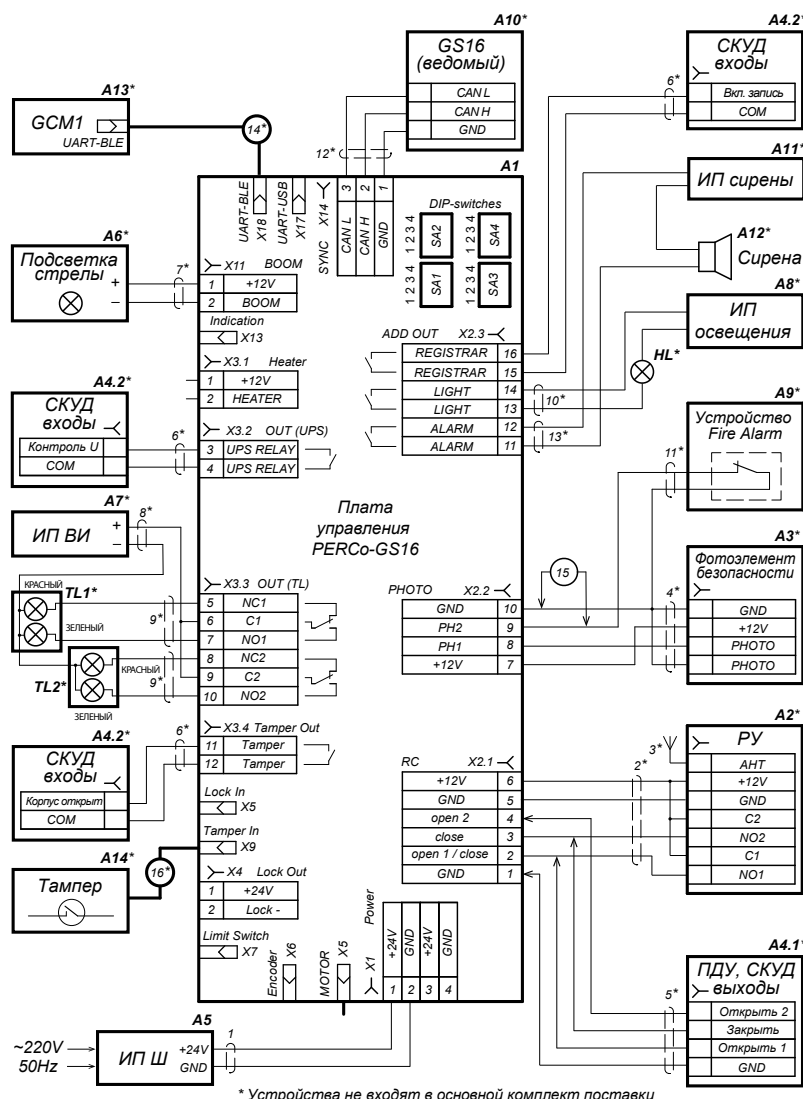 A10*
GS16
(ведомый)
CAN L
CAN H
GND
A4.2*
СКУД
входы
Вкл. запись
COM
6*
A13*
GCM1
UART-BLE
14*
12*
A1
A11*
ИП сирены
UART-BLE
X18
UART-USB
X17
SYNC
X14
3
2
1
CAN L
CAN H
GND
DIP-switches
1 2 3 4
SA2
1 2 3 4
SA4
1 2 3 4
SA1
1 2 3 4
SA3
A12*
Сирена
A6*
Подсветка
стрелы
+
–
7*
X11 BOOM
1 +12V
2 BOOM
Indication
X13
A8*
ИП
освещения
HL*
X3.1 Heater
1 +12V
2 HEATER
ADD OUT X2.3
REGISTRAR 16
REGISTRAR 15
LIGHT 14
LIGHT 13
ALARM 12
ALARM 11
10*
13*
A4.2*
СКУД
входы
Контроль U
COM
6*
X3.2 OUT (UPS)
3 UPS RELAY
4 UPS RELAY
A9*
Устройство
Fire Alarm
11*
A7*
ИП ВИ
+
–
8*
Плата
управления
PERCo-GS16
A3*
Фотоэлемент
безопасности
GND
+12V
PHOTO
PHOTO
4*
КРАСНЫЙ
TL1*
ЗЕЛЕНЫЙ
9*
X3.3 OUT (TL)
5 NC1
6 C1
7 NO1
8 NC2
9 C2
10 NO2
PHOTO X2.2
GND 10
PH2 9
PH1 8
+12V 7
15
TL2*
КРАСНЫЙ
9*
ЗЕЛЕНЫЙ
A4.2*
СКУД
входы
Корпус открыт
COM
6*
X3.4 Tamper Out
11 Tamper
12 Tamper
A2*
РУ
АНТ
+12V
GND
C2
NO2
C1
NO1
3*
2*
RC X2.1
+12V 6
GND 5
open 2 4
close 3
open 1 / close 2
GND 1
Lock In
X5
Tamper In
X9
A14*
Тампер
16*
X4 Lock Out
1 +24V
2 Lock -
Limit Switch
X7
Encoder
X6
MOTOR
X5
X1
Power
+24V
GND
+24V
GND
1
2
3
4
A4.1*
ПДУ, СКУД
выходы
Открыть 2
Закрыть
Открыть 1
GND
5*
A5
~220V
50Hz
ИП Ш
+24V
GND
1
* Устройства не входят в основной комплект поставки